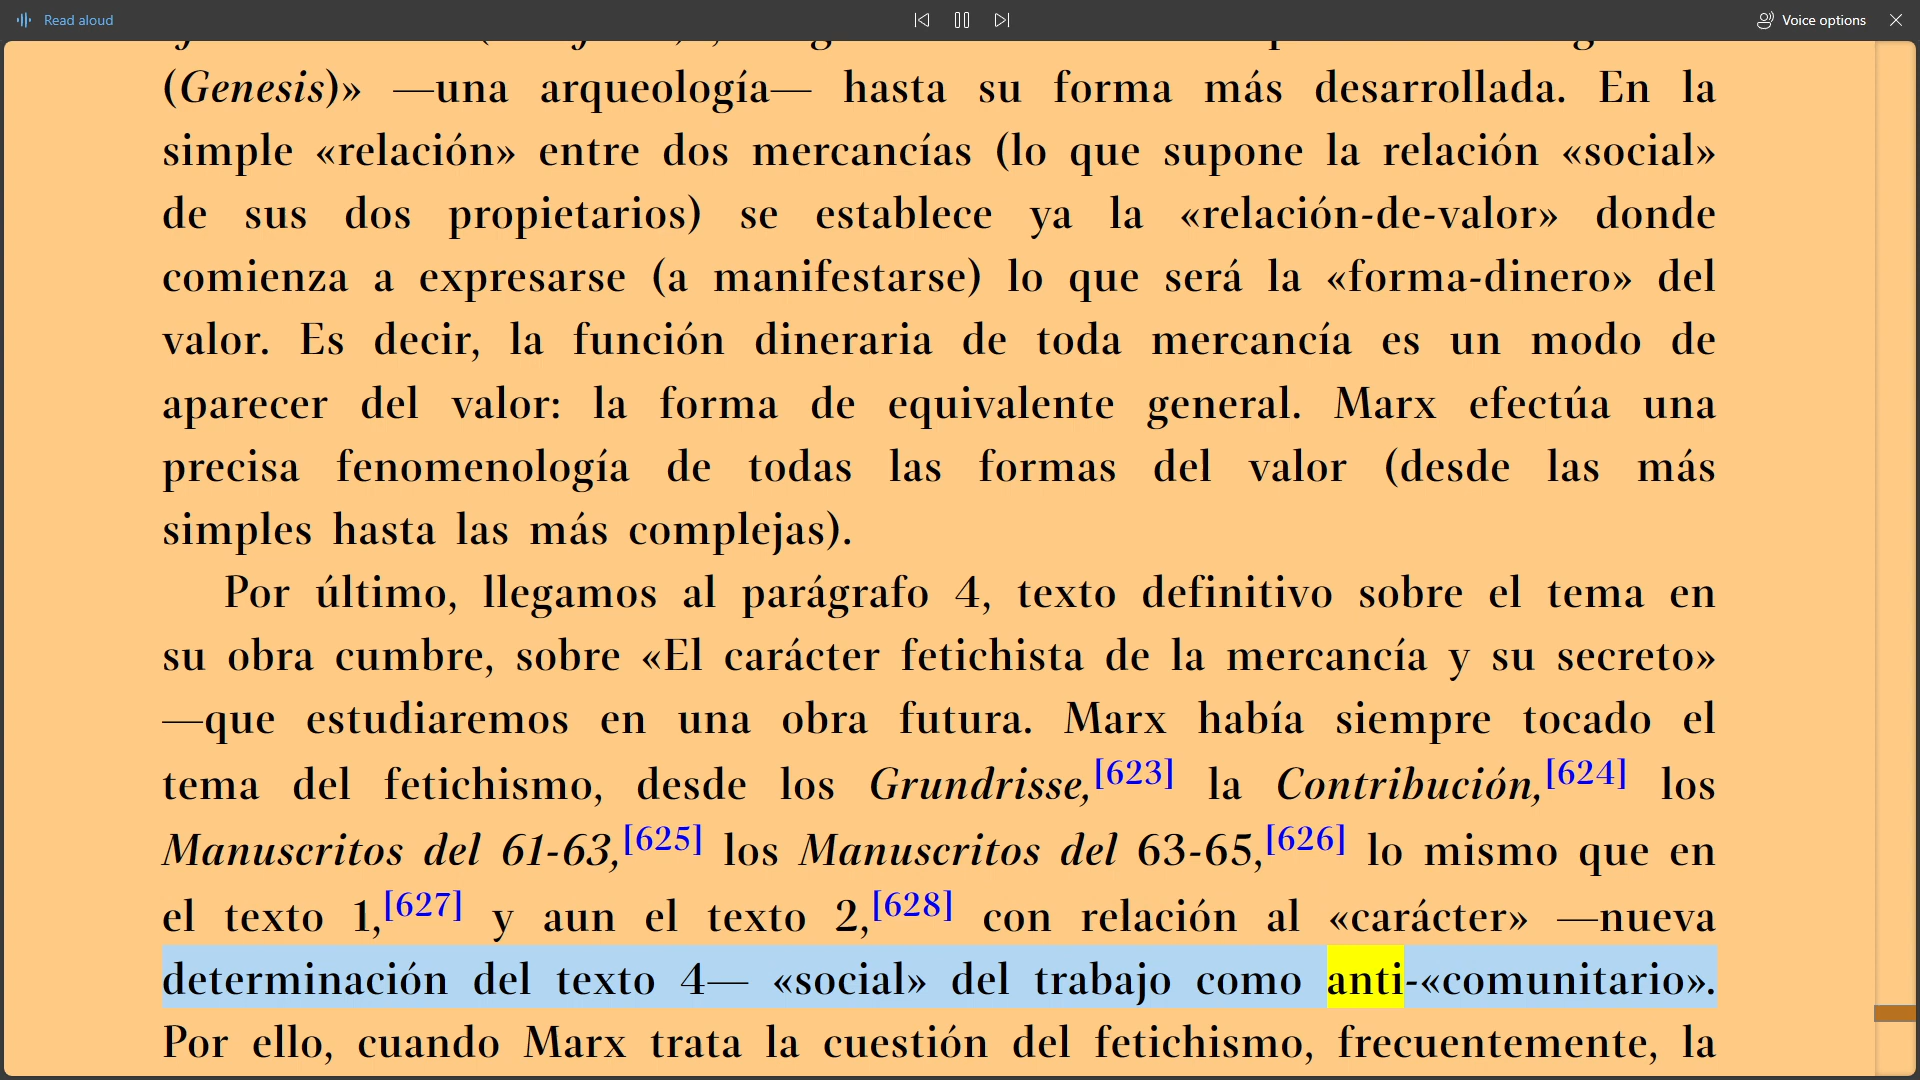 Read aloud
Voice options
(Genesis)» —una arqueología— hasta su forma más desarrollada. En la
simple «relación» entre dos mercancías (lo que supone la relación «social»
de sus dos propietarios) se establece ya la «relación-de-valor» donde
comienza a expresarse (a manifestarse) lo que será la «forma-dinero» del
valor. Es decir, la función dineraria de toda mercancía es un modo de
aparecer del valor: la forma de equivalente general. Marx efectúa una
precisa fenomenología de todas las formas del valor (desde las más
simples hasta las más complejas).
Por último, llegamos al parágrafo 4, texto definitivo sobre el tema en
su obra cumbre, sobre «El carácter fetichista de la mercancía y su secreto»
—que estudiaremos en una obra futura. Marx había siempre tocado el
tema del fetichismo, desde los Grundrisse,[623] la Contribución,[624] los
Manuscritos del 61-63,[625] los Manuscritos del 63-65,[626] lo mismo que en
el texto 1,[627] y aun el texto 2,[628] con relación al «carácter» —nueva
determinación del texto 4— «social» del trabajo como anti-«comunitario».
Por ello, cuando Marx trata la cuestión del fetichismo, frecuentemente, la